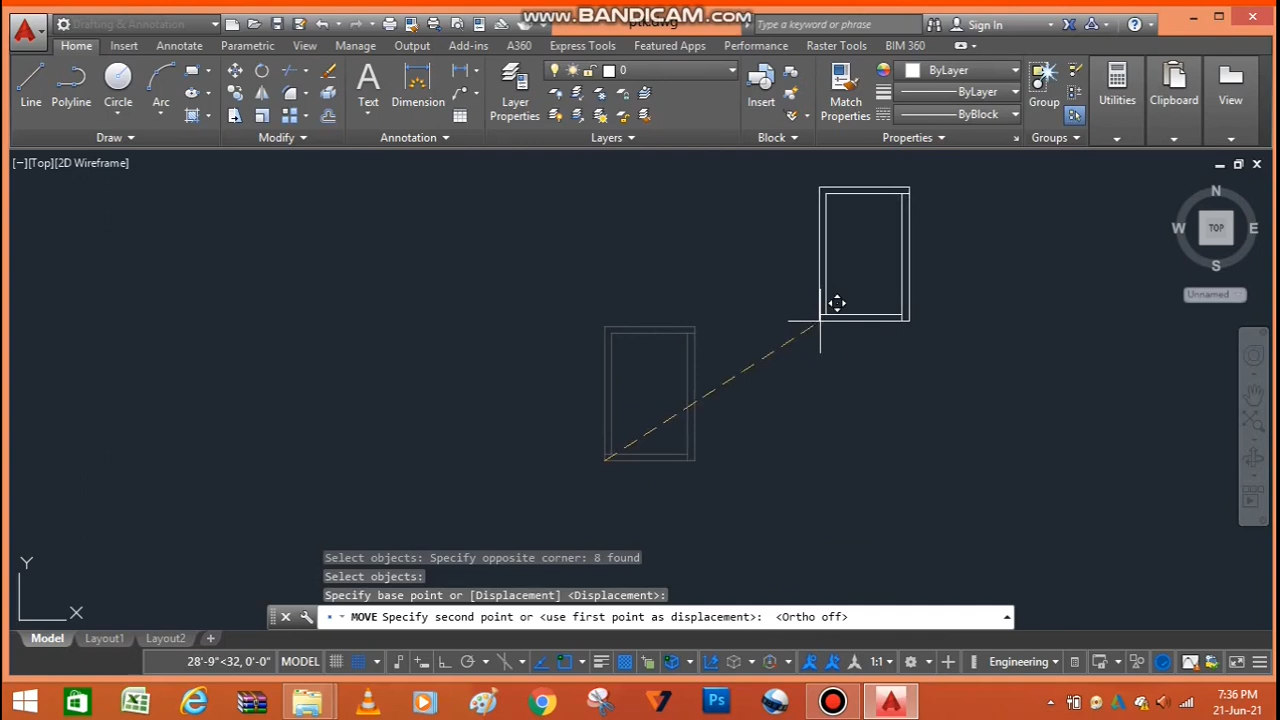 Drafting & Annotation
www.BANDICAM.com
Type a keyword or phrase
Sign In
Home
Insert
Annotate
Parametric
View
Manage
Output
Add-ins
A360
Express Tools
Featured Apps
Performance
Raster Tools
BIM 360
Line
Polyline
Circle
Arc
Text
Dimension
Layer
Properties
0
Insert
Match
Properties
ByLayer
ByLayer
ByBlock
Group
Utilities
Clipboard
View
Draw
Modify
Annotation
Layers
Block
Properties
Groups
[−][Top][2D Wireframe]
N
W
TOP
E
S
Unnamed
Y
X
Select objects: Specify opposite corner: 8 found
Select objects:
Specify base point or [Displacement] <Displacement>:
MOVE Specify second point or <use first point as displacement>:  <Ortho off>
Model
Layout1
Layout2
+
28'-9"<32, 0'-0"
MODEL
1:1
Engineering
Ps
7:36 PM
21-Jun-21